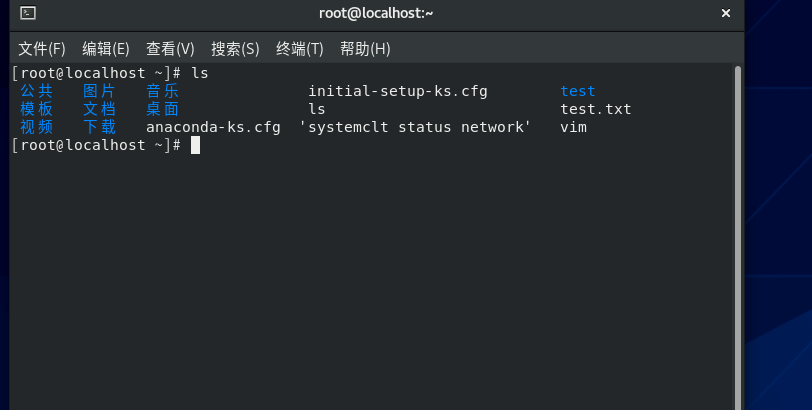 root@localhost:~
文件(F) 编辑(E) 查看(V) 搜索(S) 终端(T) 帮助(H)
[root@localhost ~]# ls
公共 图片 音乐 initial-setup-ks.cfg test
模板 文档 桌面 ls test.txt
视频 下载 anaconda-ks.cfg 'systemclt status network' vim
[root@localhost ~]#